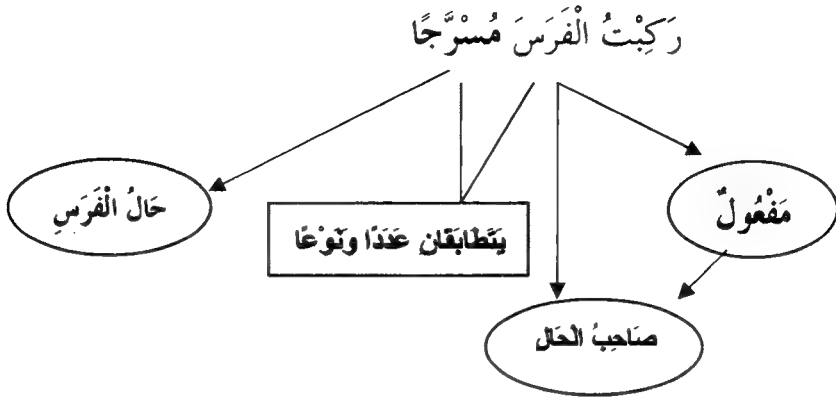 رَكِبْتُ الْفَرَسَ مُسْرَّجًا
مَفْعُولٌ
حَالُ الْفَرَسِ
يَتَطَابَقَانِ عَدَدًا وَنَوْعًا
صَاحِبُ الْحَالِ